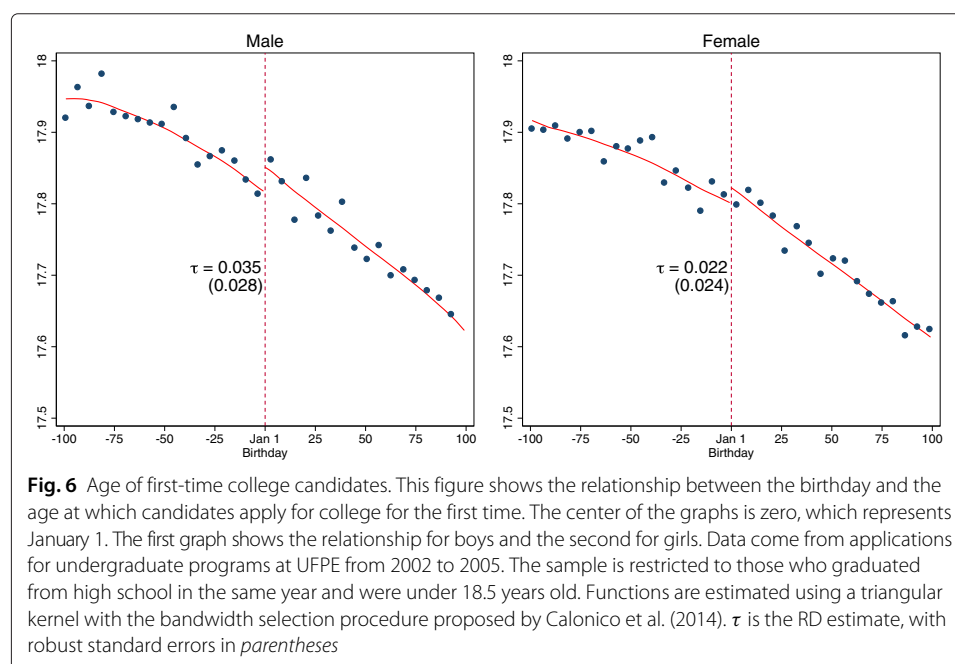 Male
Female
18
17.9
17.8
17.7
17.6
17.5
τ = 0.035
(0.028)
-100 -75 -50 -25 Jan 1 25 50 75 100
Birthday
18
17.9
17.8
17.7
17.6
17.5
τ = 0.022
(0.024)
-100 -75 -50 -25 Jan 1 25 50 75 100
Birthday
Fig. 6 Age of first-time college candidates. This figure shows the relationship between the birthday and the
age at which candidates apply for college for the first time. The center of the graphs is zero, which represents
January 1. The first graph shows the relationship for boys and the second for girls. Data come from applications
for undergraduate programs at UFPE from 2002 to 2005. The sample is restricted to those who graduated
from high school in the same year and were under 18.5 years old. Functions are estimated using a triangular
kernel with the bandwidth selection procedure proposed by Calonico et al. (2014). τ is the RD estimate, with
robust standard errors in parentheses